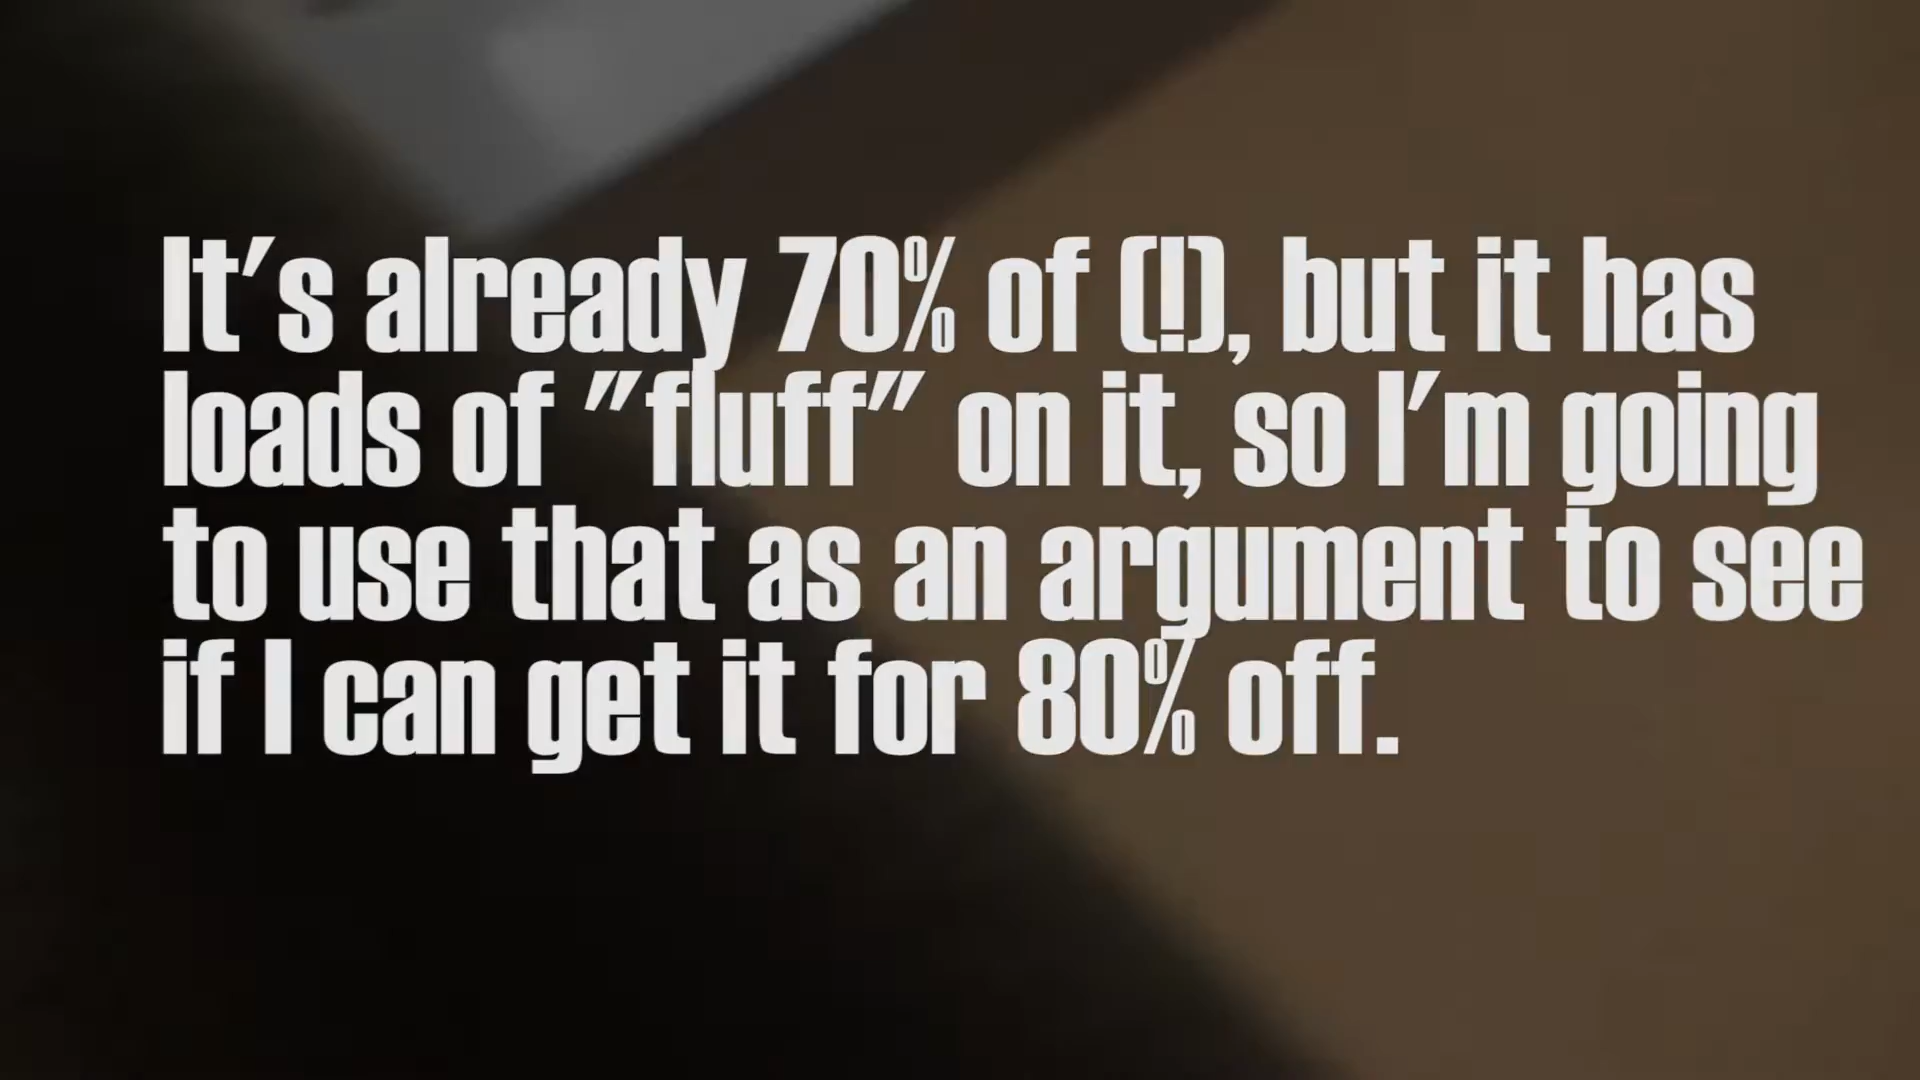 It's already 70% of (!), but it has
loads of "fluff" on it, so I'm going
to use that as an argument to see
if I can get it for 80% off.